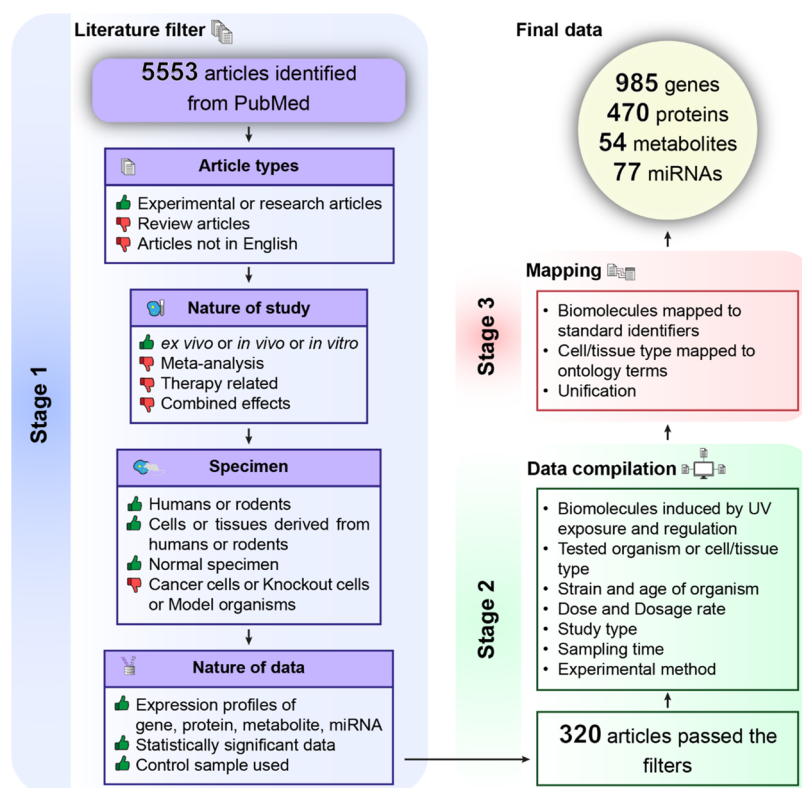 Literature filter
5553 articles identified
from PubMed
Article types
Experimental or research articles
Review articles
Articles not in English
Nature of study
ex vivo or in vivo or in vitro
Meta-analysis
Therapy related
Combined effects
Specimen
Humans or rodents
Cells or tissues derived from
humans or rodents
Normal specimen
Cancer cells or Knockout cells
or Model organisms
Nature of data
Expression profiles of
gene, protein, metabolite, miRNA
Statistically significant data
Control sample used
Stage 1
Final data
985 genes
470 proteins
54 metabolites
77 miRNAs
Mapping
• Biomolecules mapped to
standard identifiers
• Cell/tissue type mapped to
ontology terms
• Unification
Stage 3
Data compilation
• Biomolecules induced by UV
exposure and regulation
• Tested organism or cell/tissue
type
• Strain and age of organism
• Dose and Dosage rate
• Study type
• Sampling time
• Experimental method
Stage 2
320 articles passed the
filters